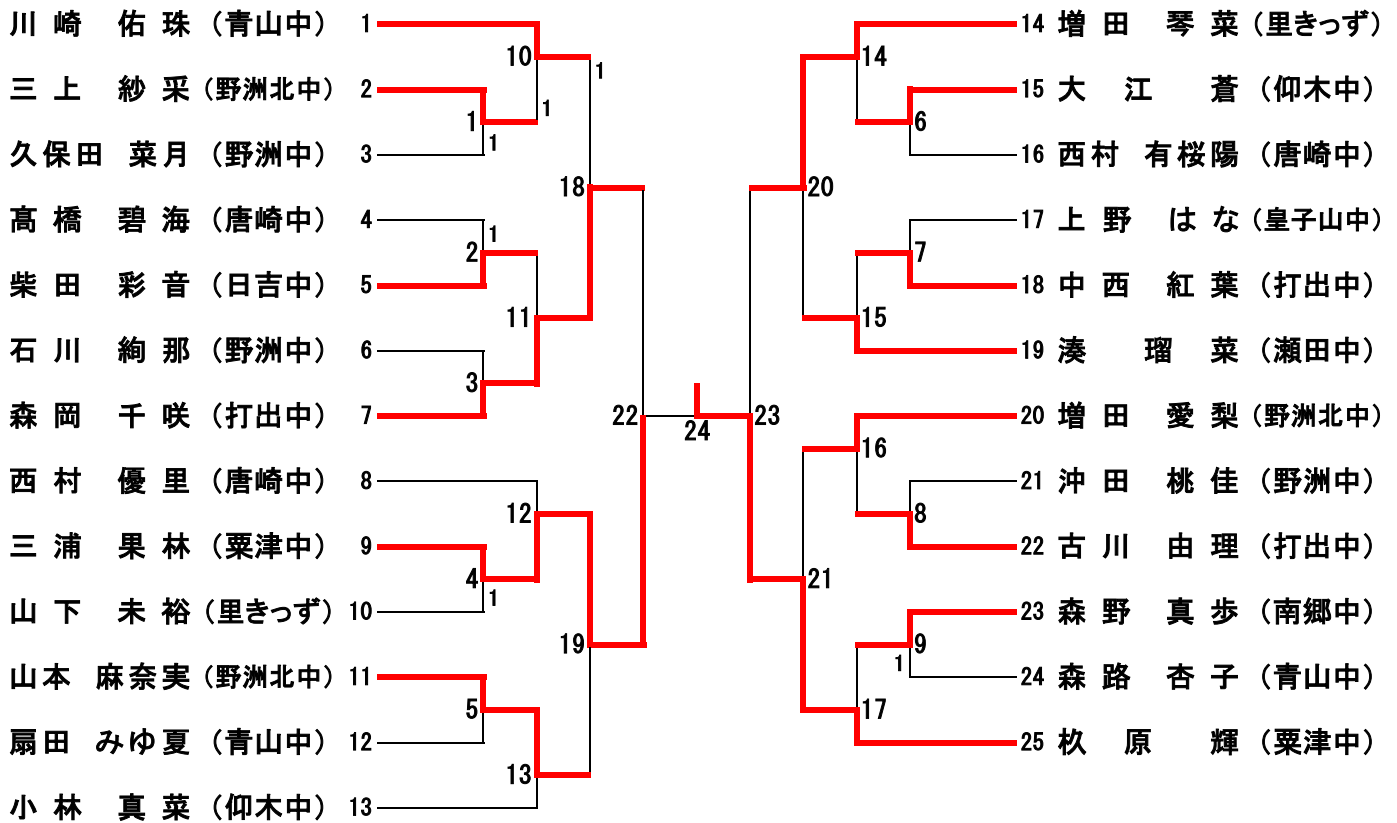 川崎 佑珠 (青山中) 1
三上 紗采 (野洲北中) 2
久保田 菜月 (野洲中) 3
髙橋 碧海 (唐崎中) 4
柴田 彩音 (日吉中) 5
石川 絢那 (野洲中) 6
森岡 千咲 (打出中) 7
西村 優里 (唐崎中) 8
三浦 果林 (粟津中) 9
山下 未裕 (里きっず) 10
山本 麻奈実 (野洲北中) 11
扇田 みゆ夏 (青山中) 12
小林 真菜 (仰木中) 13
10
1
1
1
1
18
1
2
11
3
12
4
1
19
5
13
22
24
23
14
6
20
7
15
16
8
21
9
1
17
14 増田 琴菜 (里きっず)
15 大江 蒼 (仰木中)
16 西村 有桜陽 (唐崎中)
17 上野 はな (皇子山中)
18 中西 紅葉 (打出中)
19 湊 瑠菜 (瀬田中)
20 増田 愛梨 (野洲北中)
21 沖田 桃佳 (野洲中)
22 古川 由理 (打出中)
23 森野 真歩 (南郷中)
24 森路 杏子 (青山中)
25 杦原 輝 (粟津中)